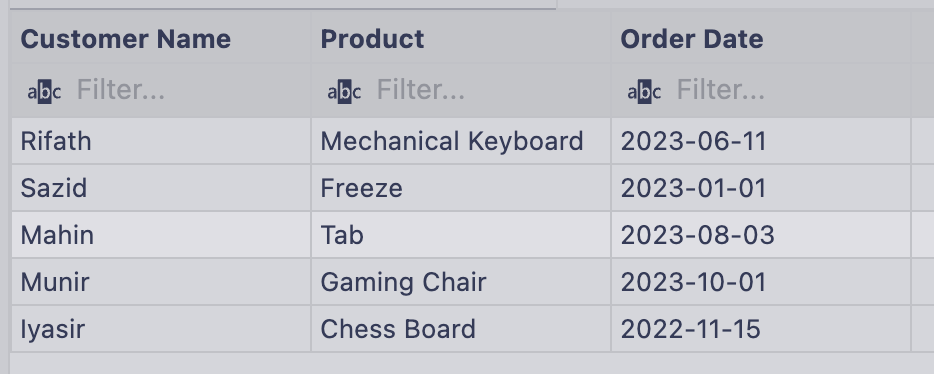 Customer Name Product Order Date
abc Filter... abc Filter... abc Filter...
Rifath Mechanical Keyboard 2023-06-11
Sazid Freeze 2023-01-01
Mahin Tab 2023-08-03
Munir Gaming Chair 2023-10-01
Iyasir Chess Board 2022-11-15